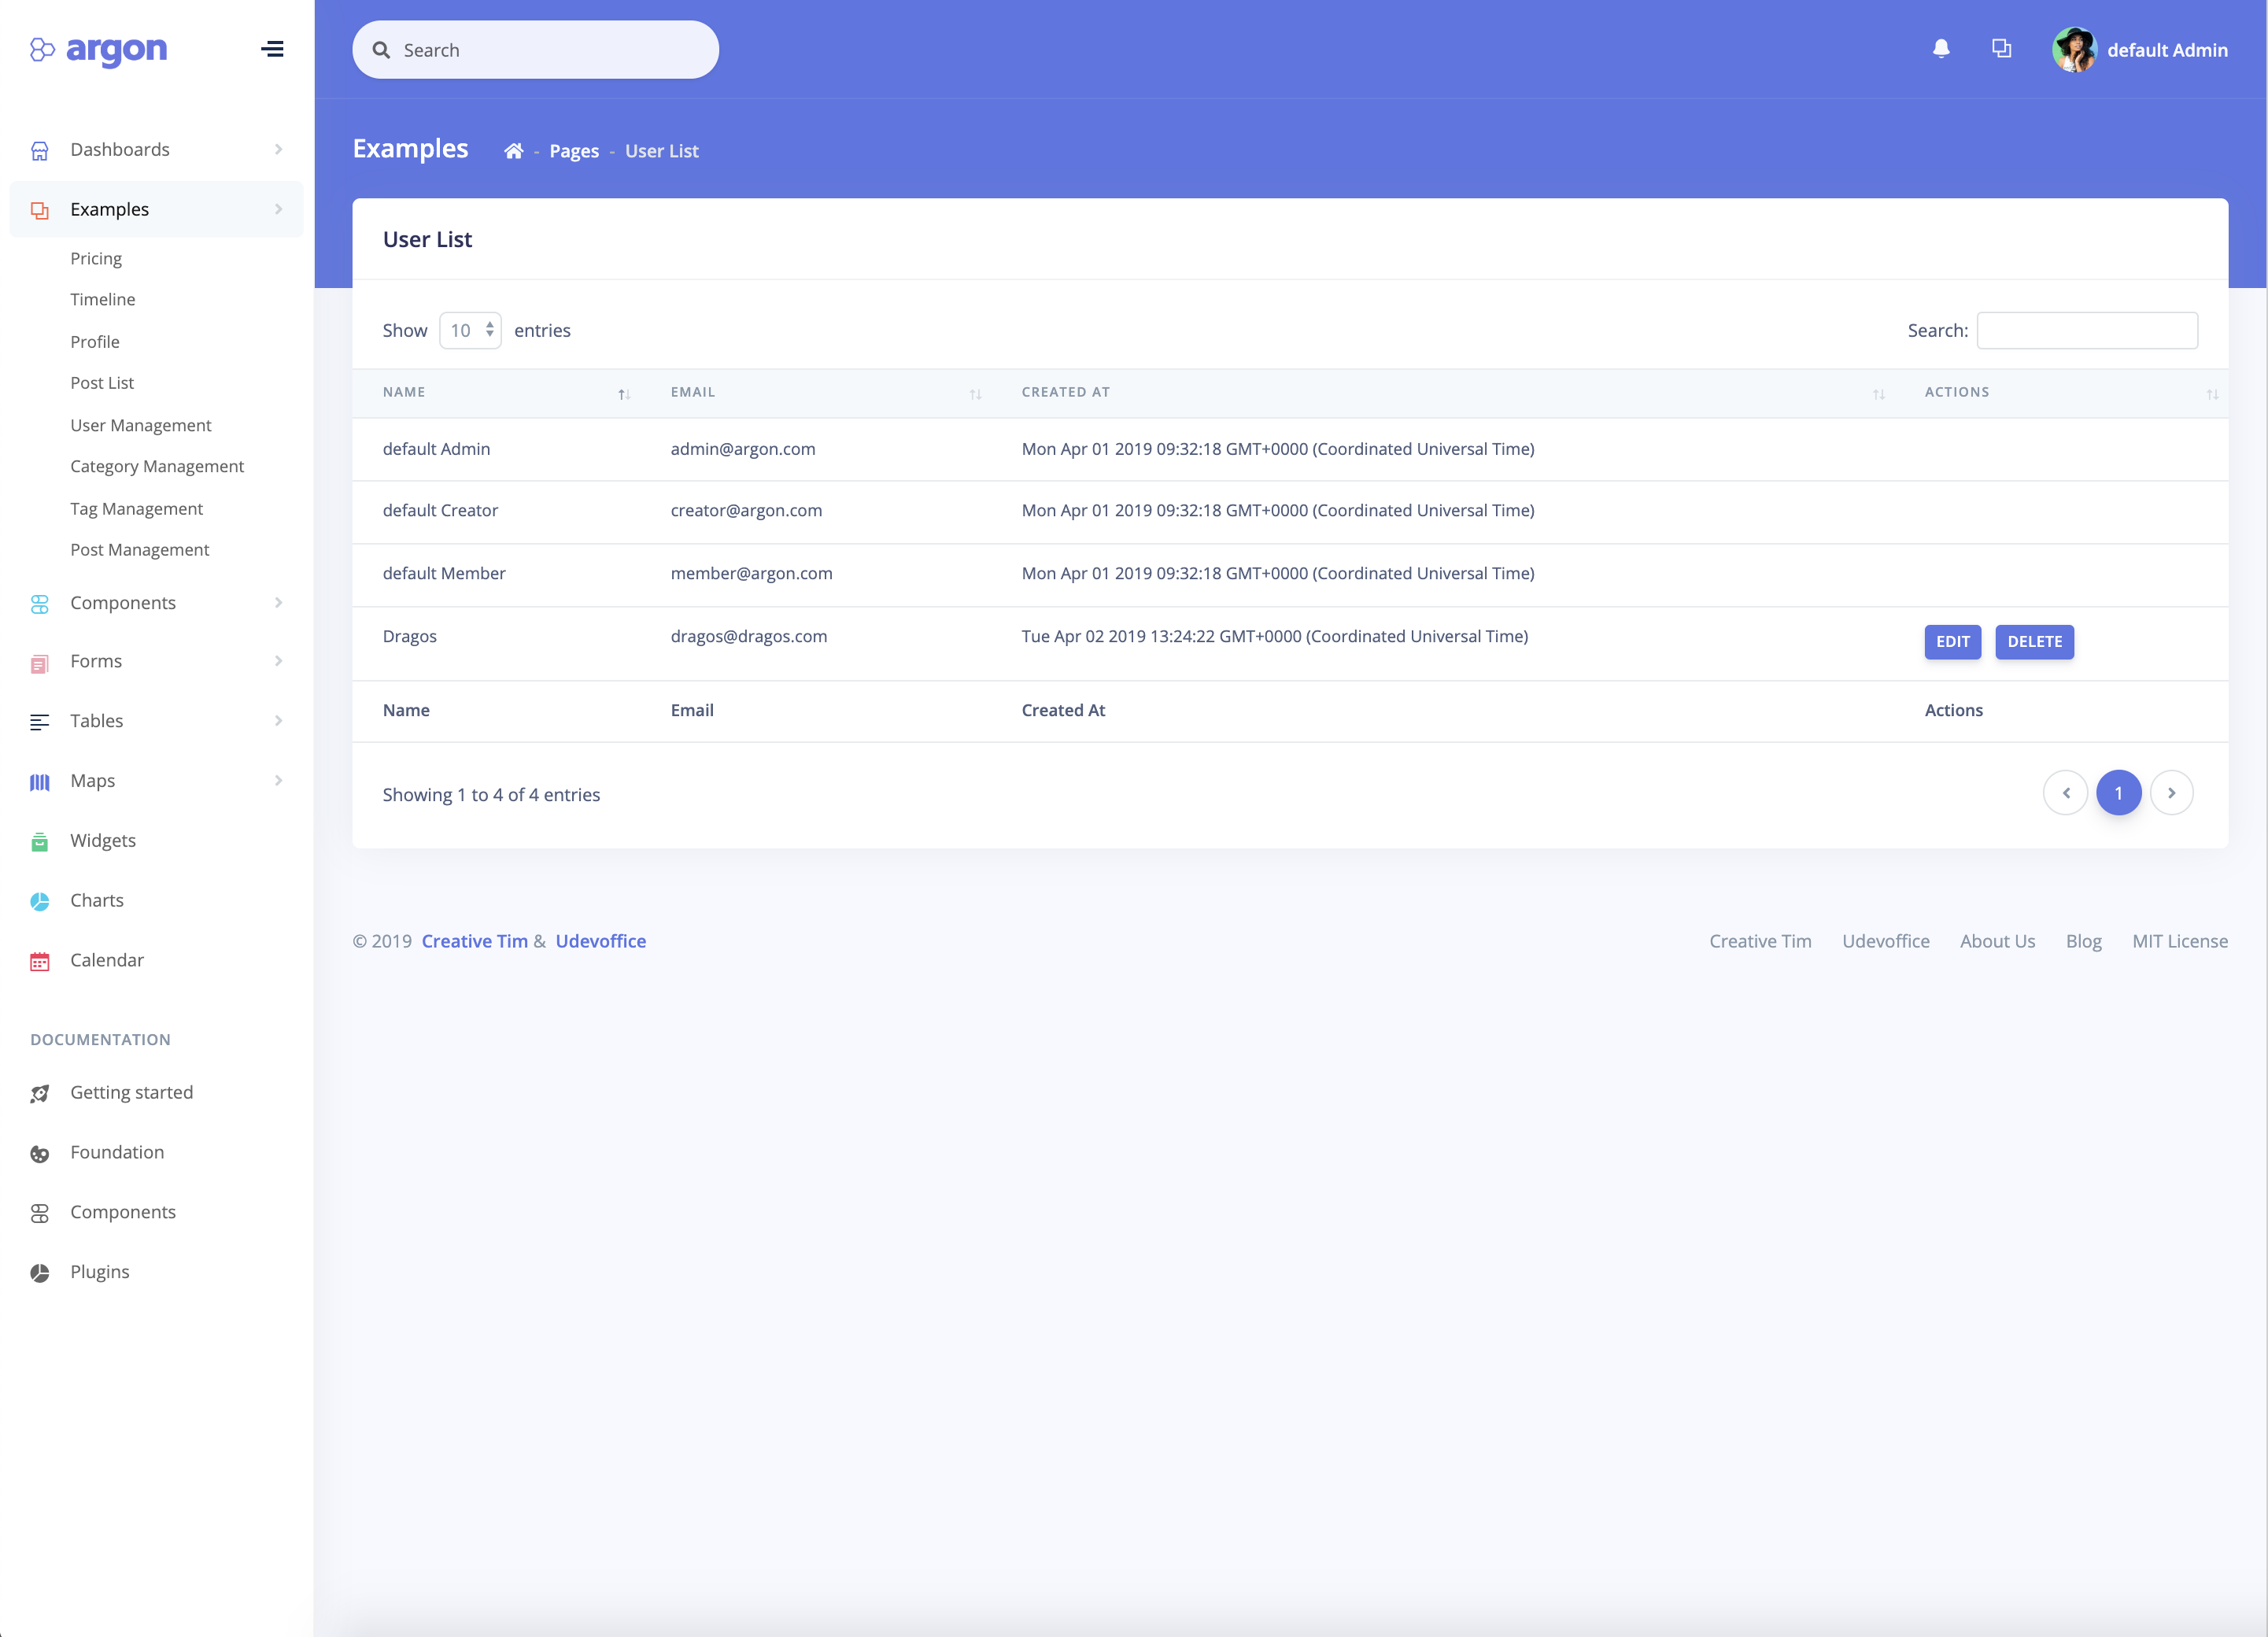 argon
Search
default Admin
Dashboards
Examples
Pricing
Timeline
Profile
Post List
User Management
Category Management
Tag Management
Post Management
Components
Forms
Tables
Maps
Widgets
Charts
Calendar
DOCUMENTATION
Getting started
Foundation
Components
Plugins
Examples - Pages - User List
User List
Show 10 entries Search:
NAME EMAIL CREATED AT ACTIONS
default Admin admin@argon.com Mon Apr 01 2019 09:32:18 GMT+0000 (Coordinated Universal Time)
default Creator creator@argon.com Mon Apr 01 2019 09:32:18 GMT+0000 (Coordinated Universal Time)
default Member member@argon.com Mon Apr 01 2019 09:32:18 GMT+0000 (Coordinated Universal Time)
Dragos dragos@dragos.com Tue Apr 02 2019 13:24:22 GMT+0000 (Coordinated Universal Time) EDIT DELETE
Name Email Created At Actions
Showing 1 to 4 of 4 entries 1
© 2019 Creative Tim & Udevoffice Creative Tim Udevoffice About Us Blog MIT License